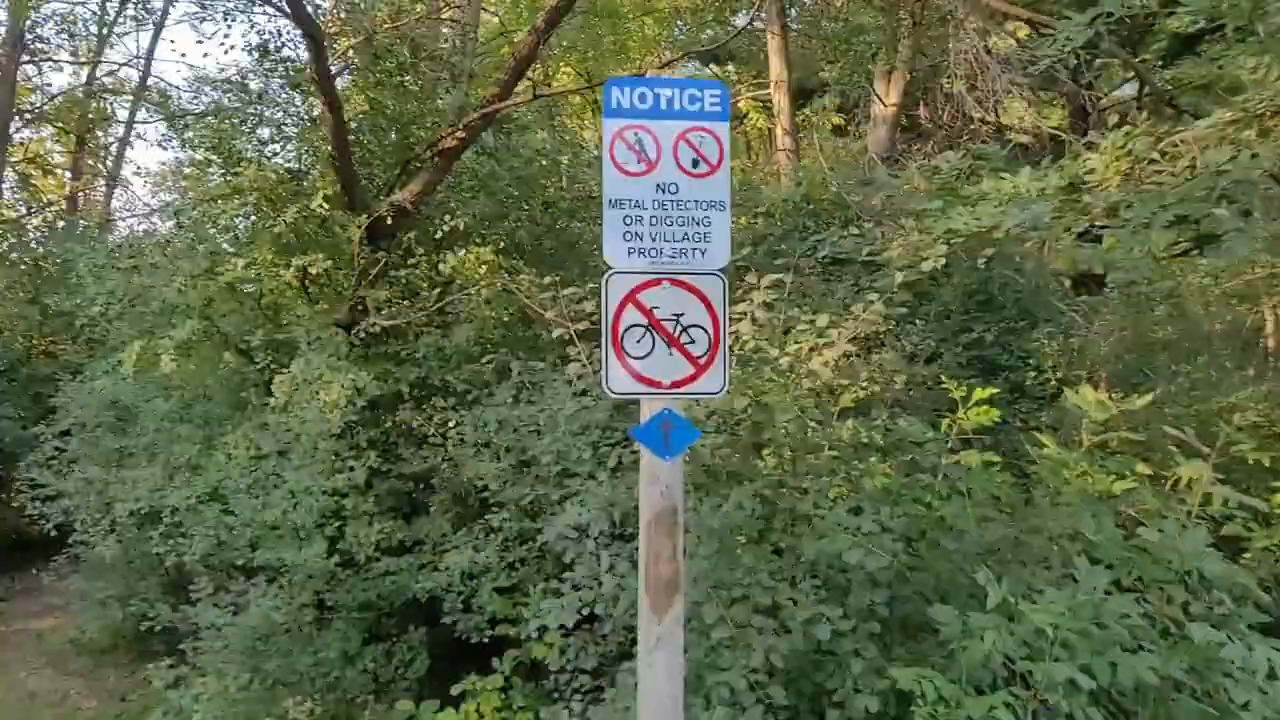 NOTICE
NO
METAL DETECTORS
OR DIGGING
ON VILLAGE
PROPERTY